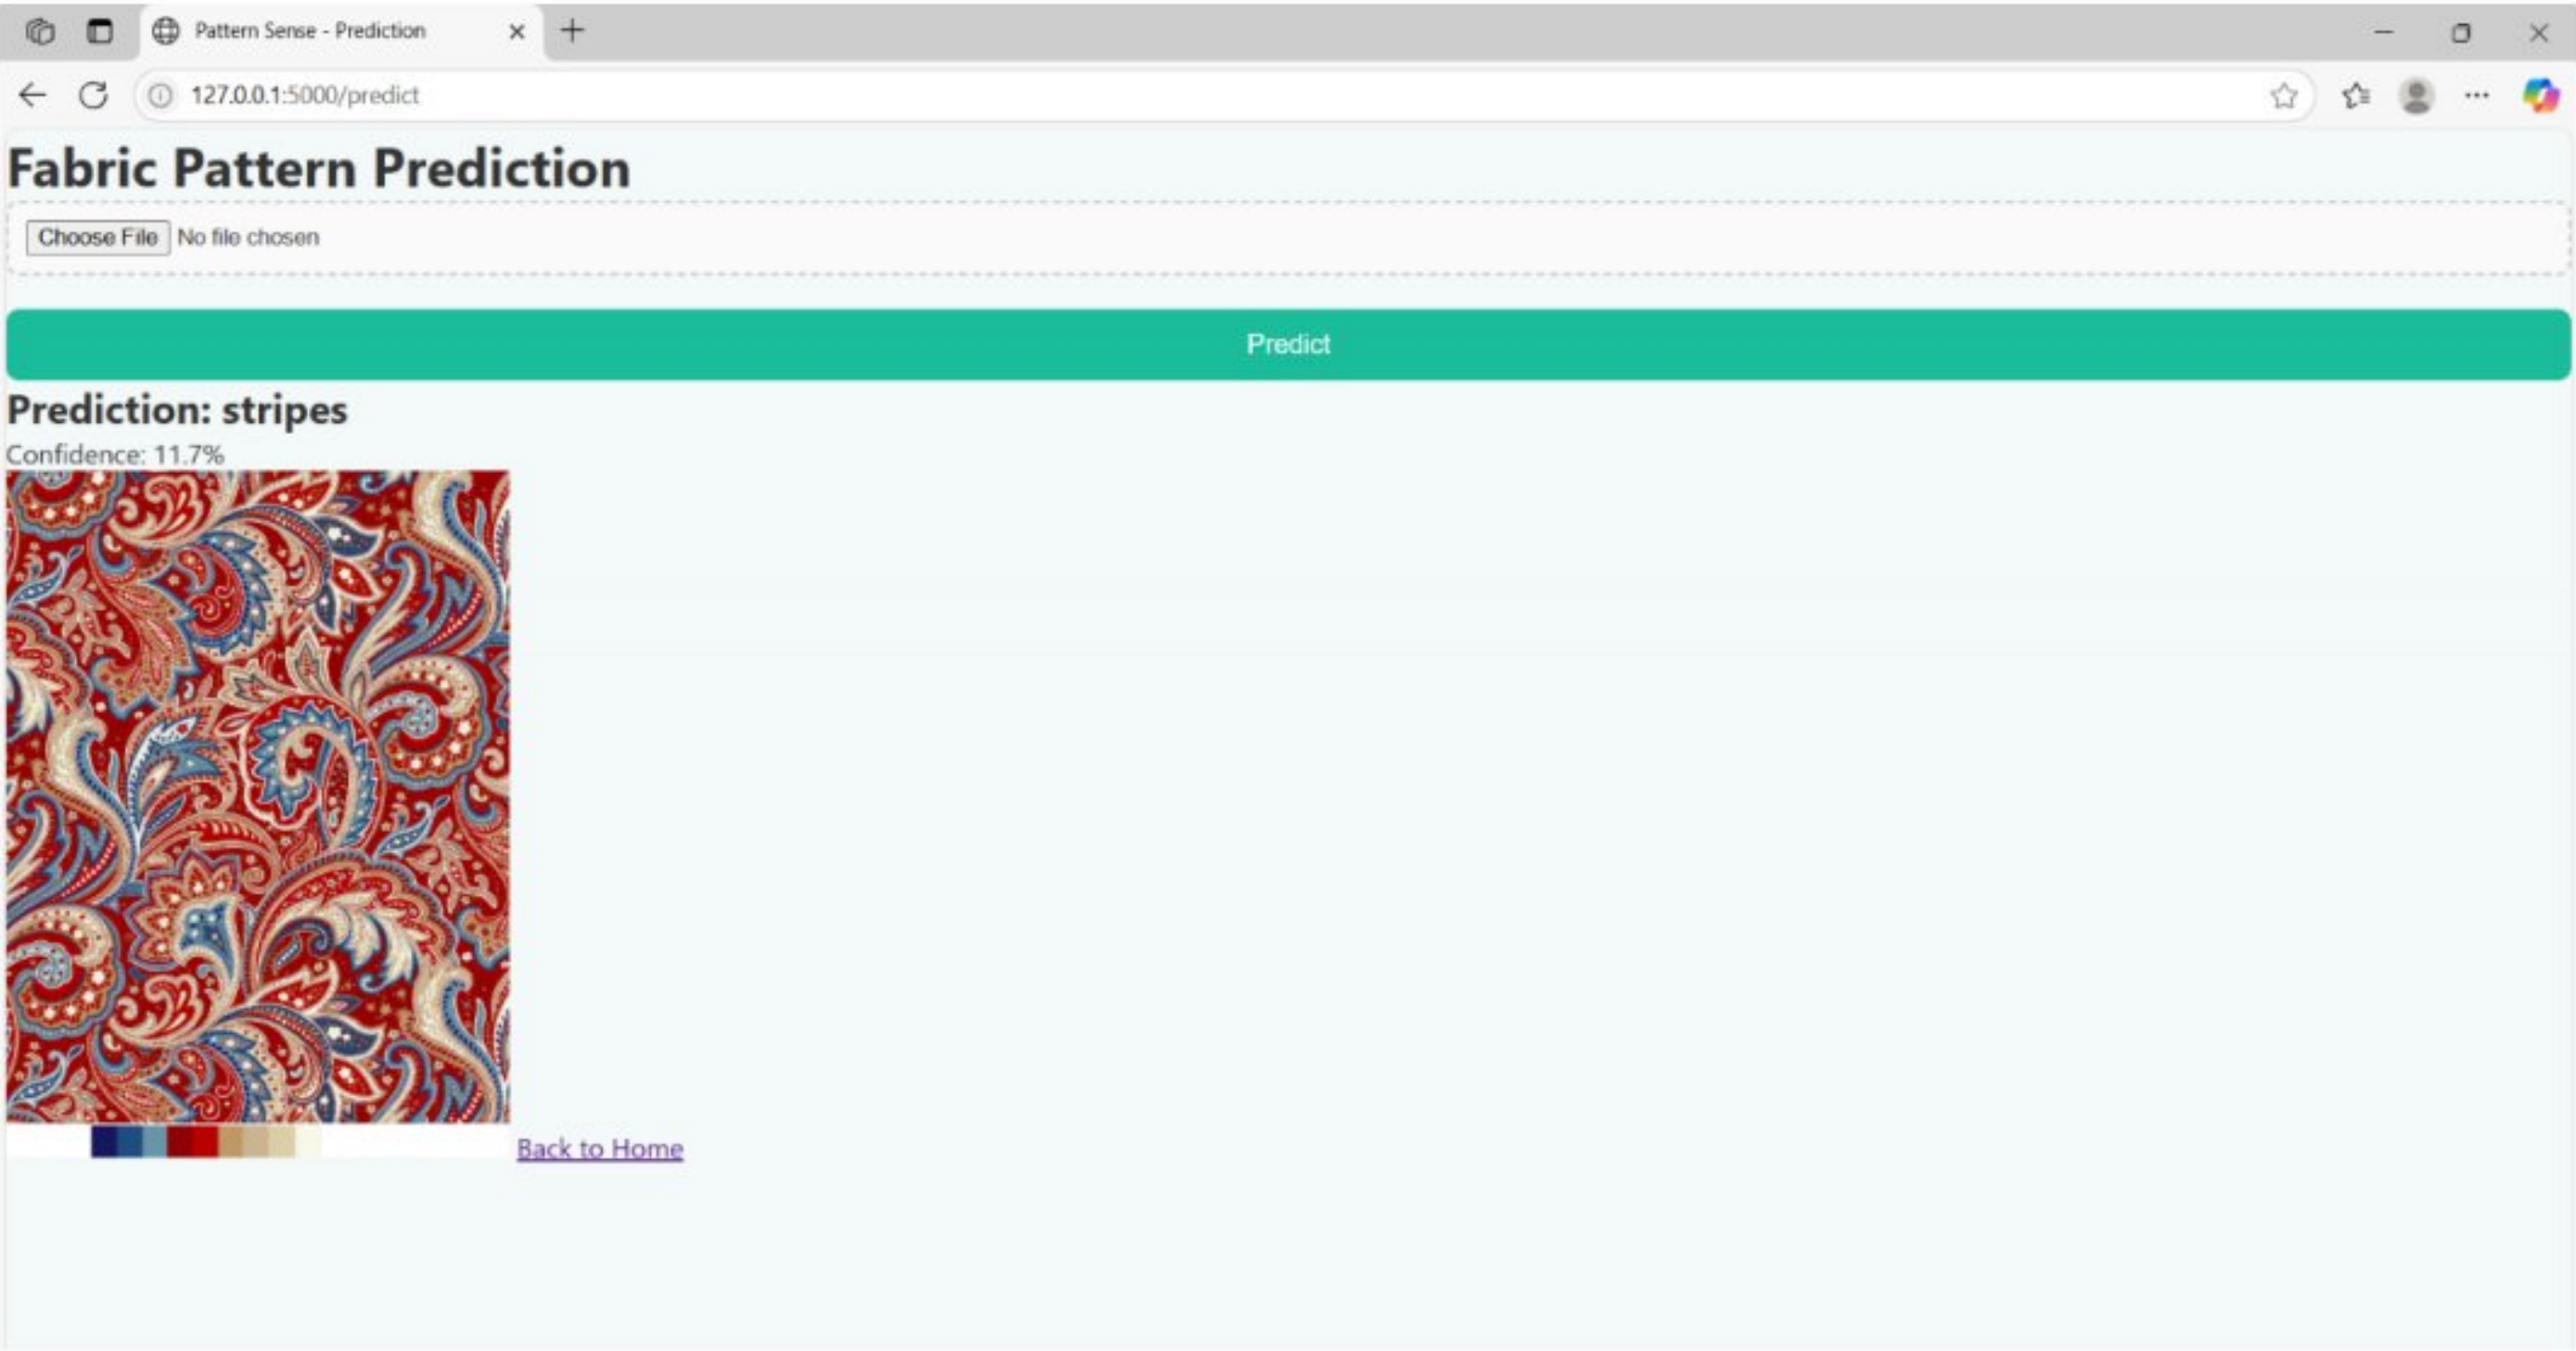 Pattern Sense - Prediction
127.0.0.1:5000/predict
Fabric Pattern Prediction
Choose File No file chosen
Predict
Prediction: stripes
Confidence: 11.7%
Back to Home